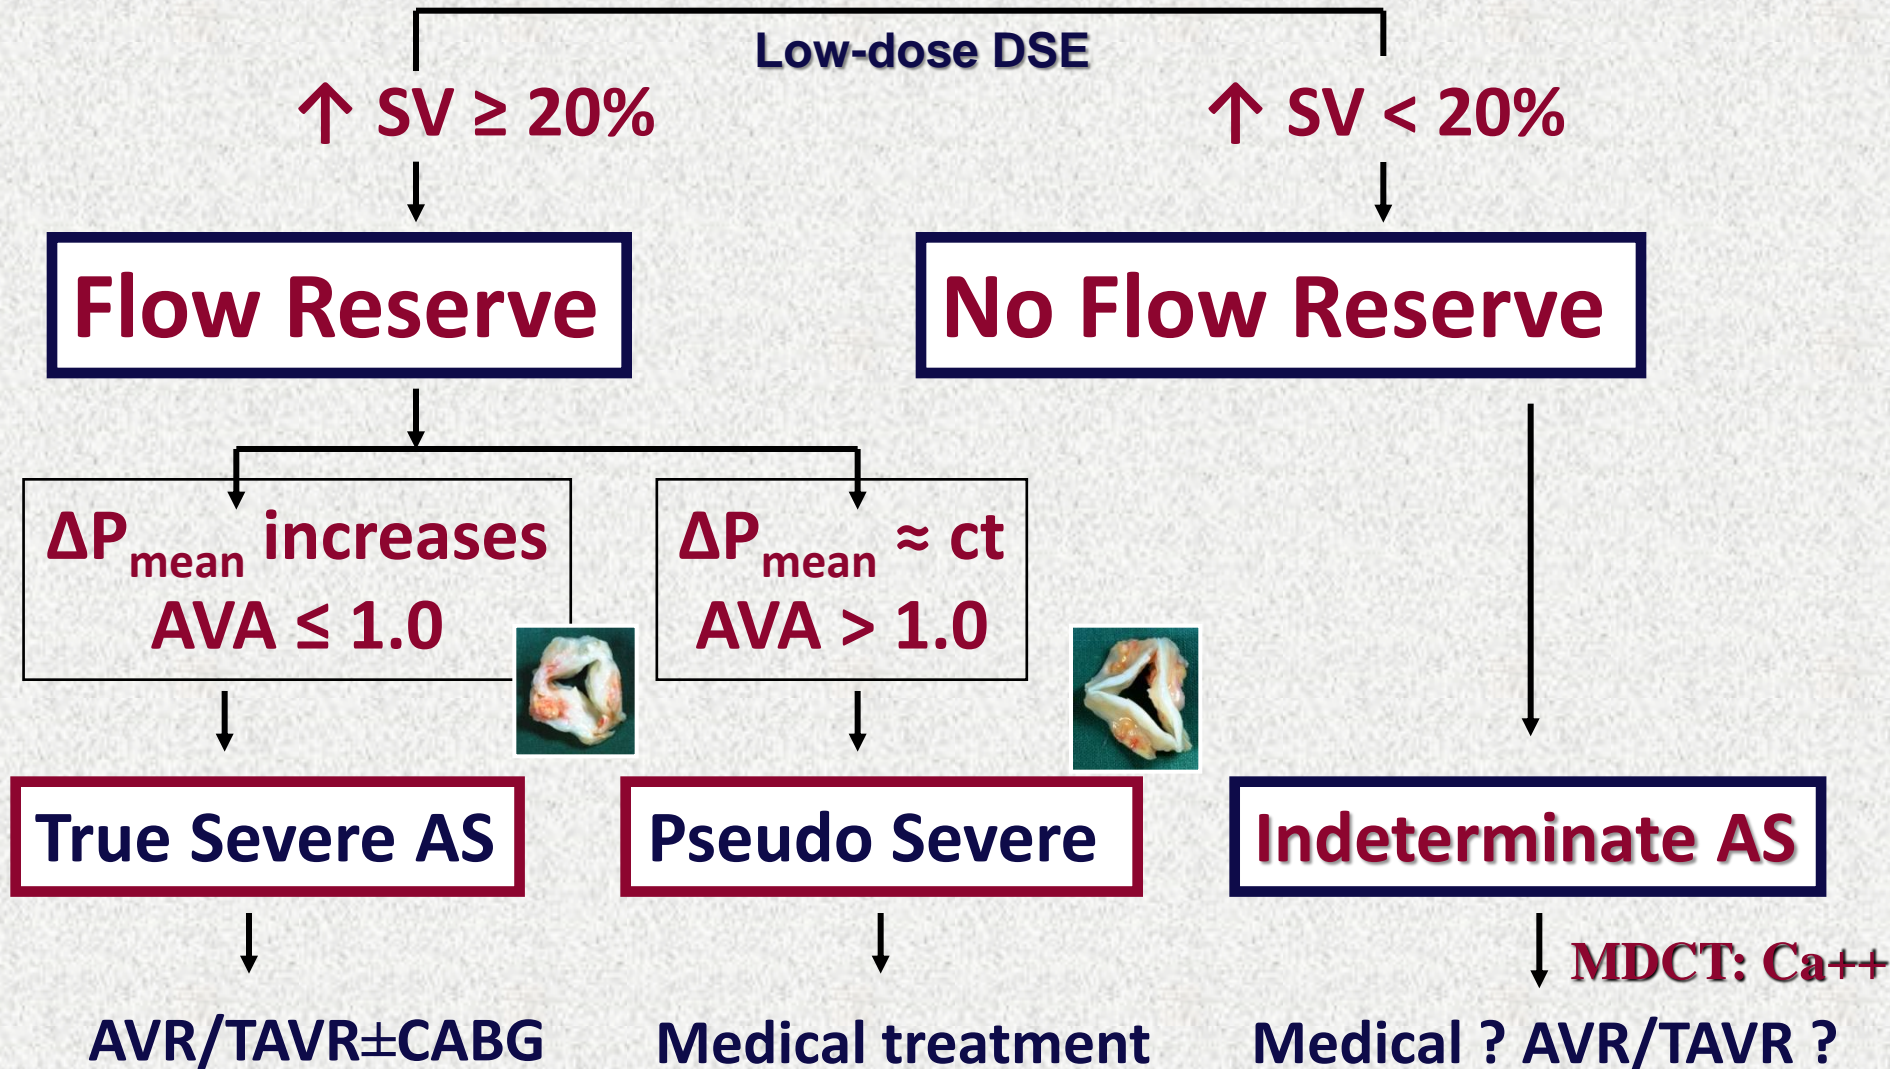 Low-dose DSE
↑ SV ≥ 20%
↑ SV < 20%
Flow Reserve
No Flow Reserve
ΔPmean increases
AVA ≤ 1.0
ΔPmean ≈ ct
AVA > 1.0
True Severe AS
Pseudo Severe
Indeterminate AS
MDCT: Ca++
AVR/TAVR±CABG
Medical treatment
Medical ? AVR/TAVR ?